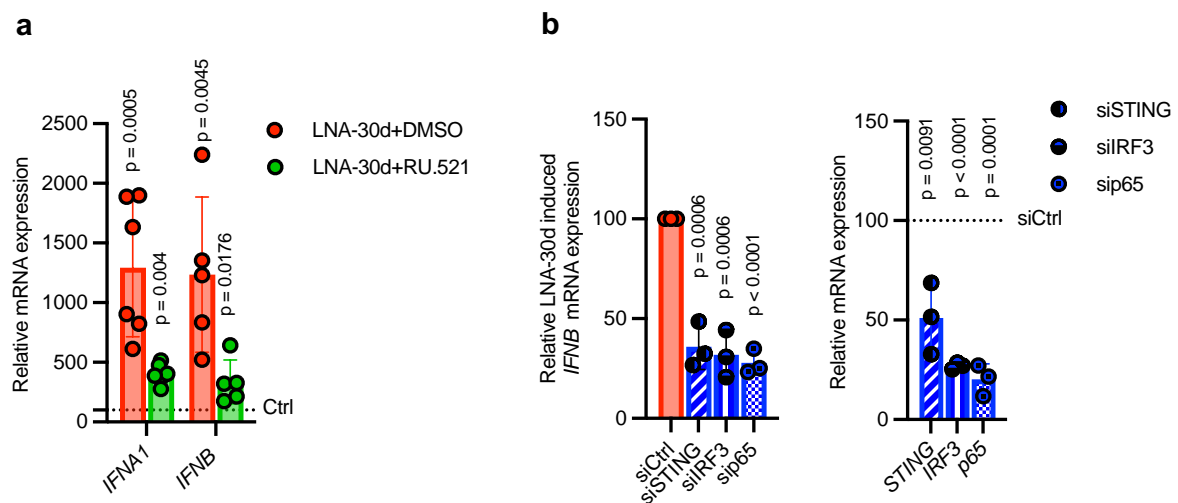 a
Relative mRNA expression
2500
2000
1500
1000
500
0
p = 0.0005
p = 0.004
p = 0.0045
p = 0.0176
Ctrl
IFNA1
IFNB
LNA-30d+DMSO
LNA-30d+RU.521
b
Relative LNA-30d induced
IFNB mRNA expression
150
100
50
0
p = 0.0006
p = 0.0006
p < 0.0001
siCtrl
siSTING
siIRF3
sip65
Relative mRNA expression
150
100
50
0
p = 0.0091
p < 0.0001
p = 0.0001
siCtrl
STING
IRF3
p65
siSTING
siIRF3
sip65